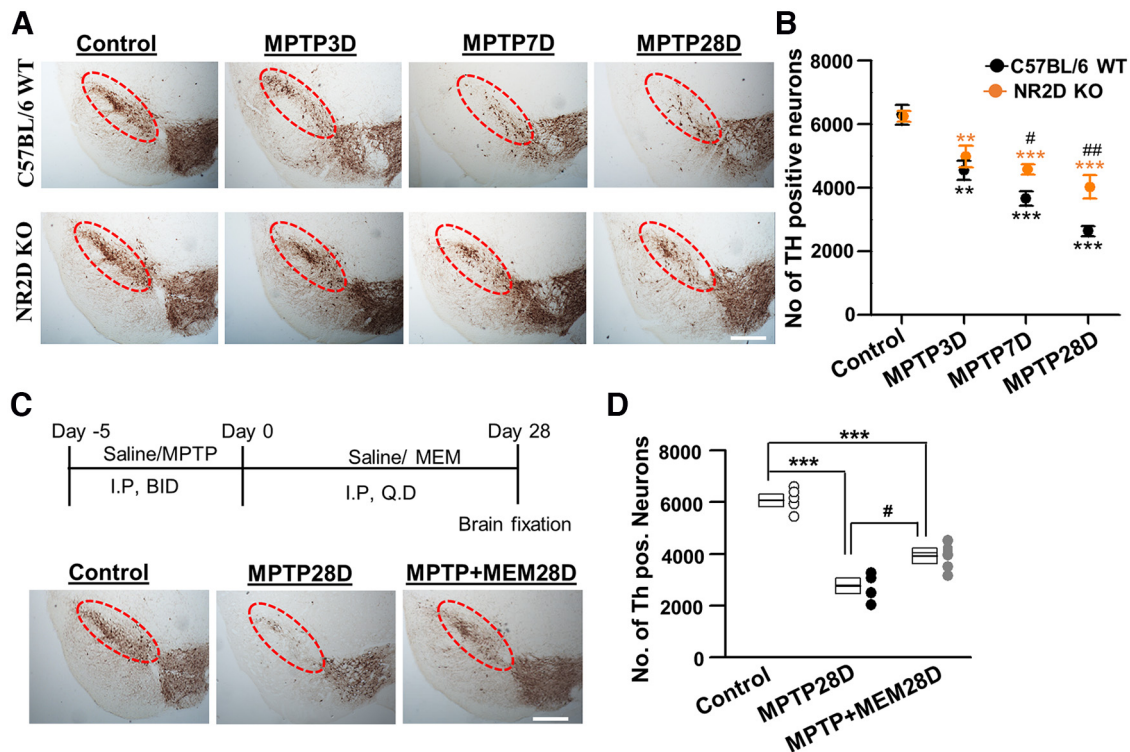 A
Control MPTP3D MPTP7D MPTP28D
C57BL/6 WT
NR2D KO
B
No of TH positive neurons
8000
6000
4000
2000
0
C57BL/6 WT
NR2D KO
**
**
#
***
***
##
***
***
Control MPTP3D MPTP7D MPTP28D
C
Day -5 Day 0 Day 28
Saline/MPTP Saline/ MEM
I.P, BID I.P, Q.D
Brain fixation
Control MPTP28D MPTP+MEM28D
D
No. of Th pos. Neurons
8000
6000
4000
2000
0
***
***
#
Control MPTP28D MPTP+MEM28D